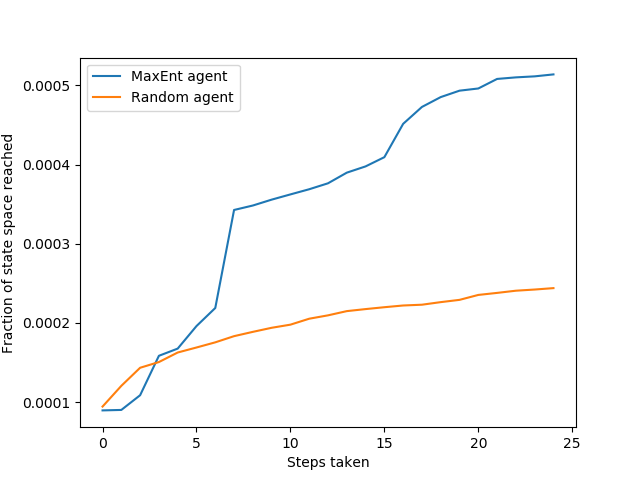 MaxEnt agent
Random agent
Fraction of state space reached
0.0005
0.0004
0.0003
0.0002
0.0001
0 5 10 15 20 25
Steps taken